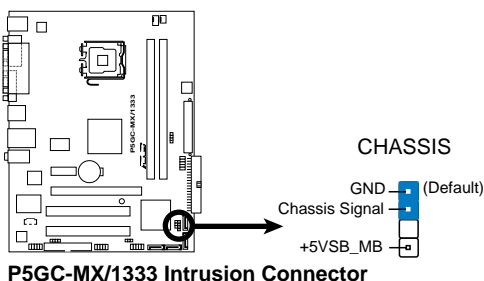 P5GC-MX/1333
CHASSIS
GND
(Default)
Chassis Signal
+5VSB_MB
P5GC-MX/1333 Intrusion Connector